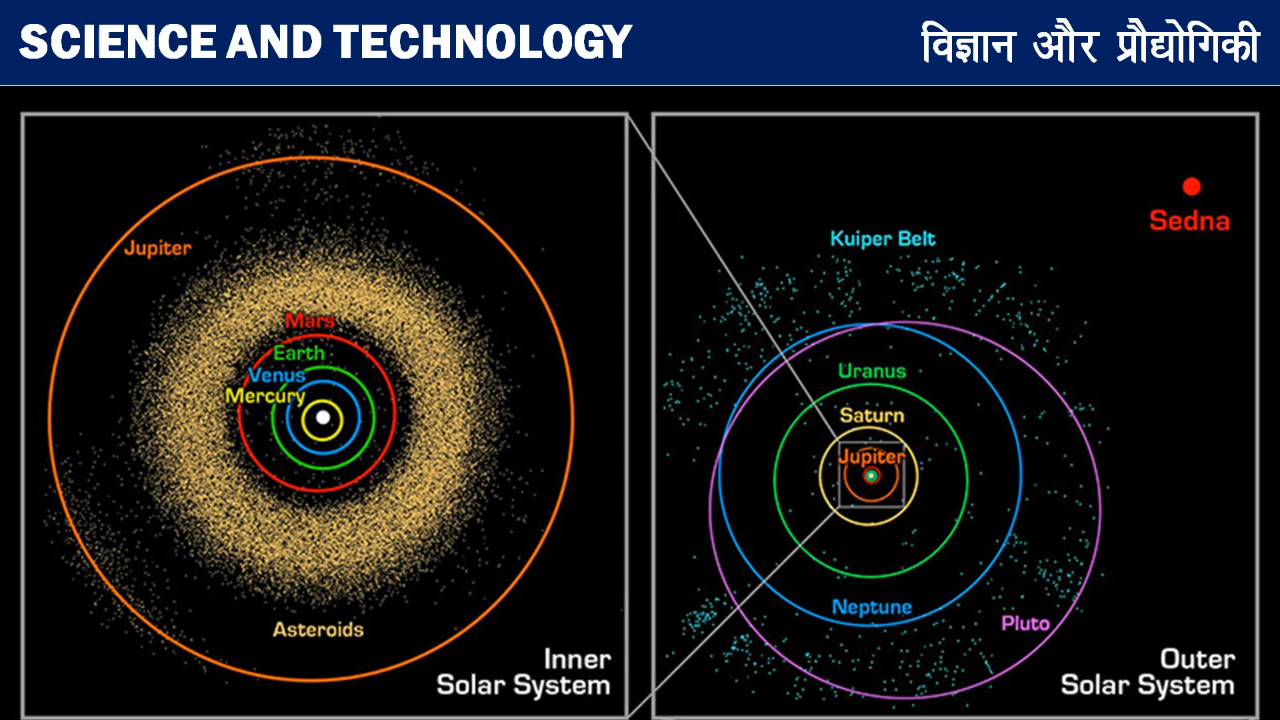 SCIENCE AND TECHNOLOGY
विज्ञान और प्रौद्योगिकी
Jupiter
Mars
Earth
Venus
Mercury
Asteroids
Inner
Solar System
Sedna
Kuiper Belt
Uranus
Saturn
Jupiter
Neptune
Pluto
Outer
Solar System